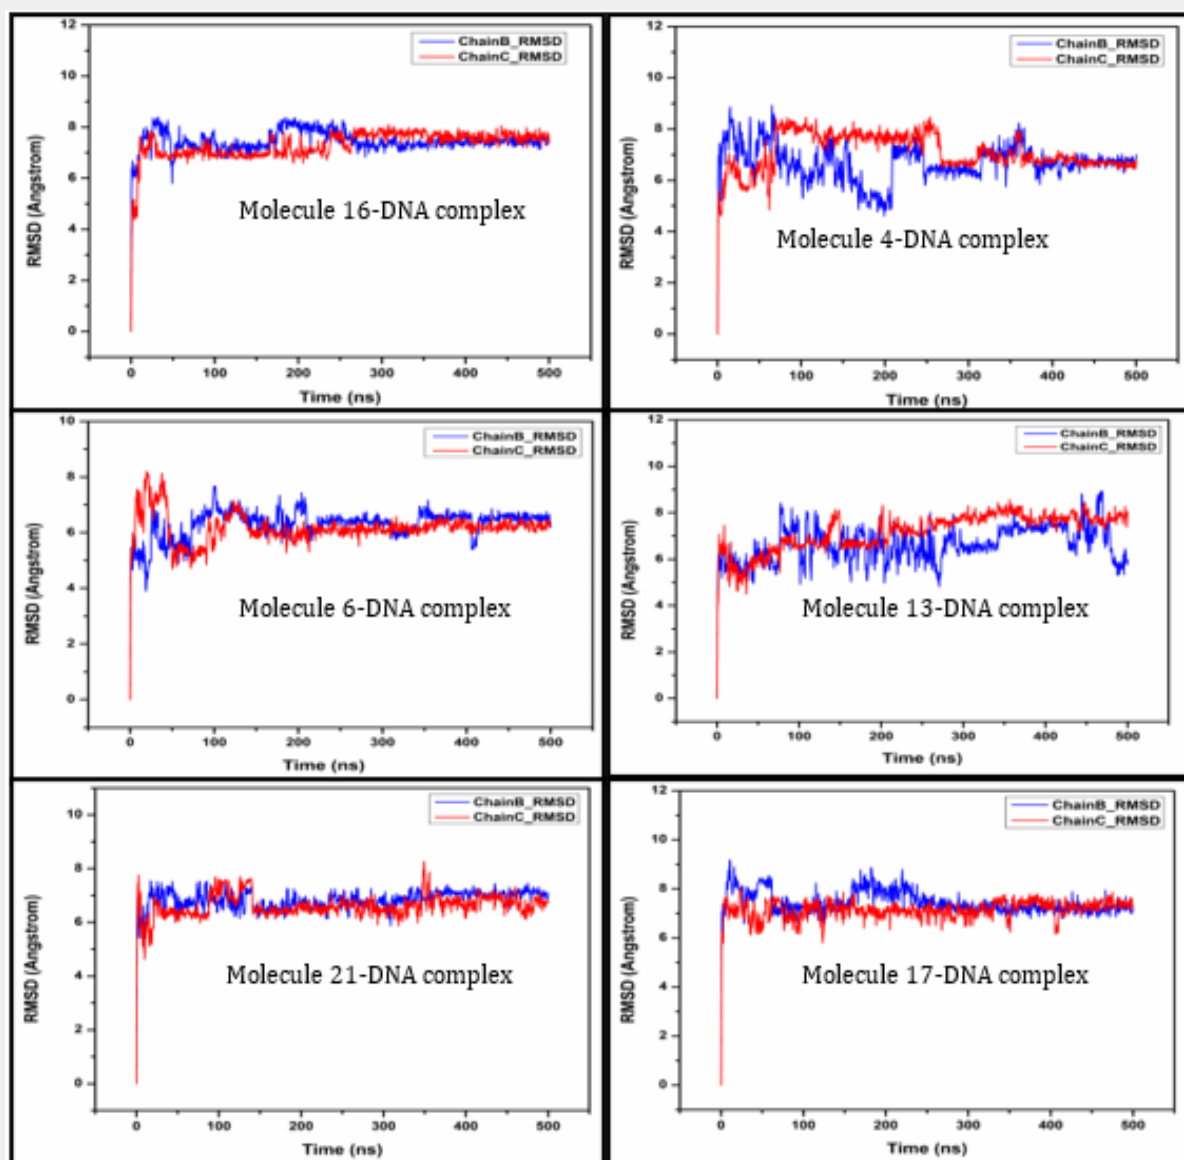 12
10
8
6
4
2
0
RMSD (Angstrom)
ChainB_RMSD
ChainC_RMSD
Molecule 16-DNA complex
0 100 200 300 400 500
Time (ns)
12
10
8
6
4
2
0
RMSD (Angstrom)
ChainB_RMSD
ChainC_RMSD
Molecule 4-DNA complex
0 100 200 300 400 500
Time (ns)
10
8
6
4
2
0
RMSD (Angstrom)
ChainB_RMSD
ChainC_RMSD
Molecule 6-DNA complex
0 100 200 300 400 500
Time (ns)
12
10
8
6
4
2
0
RMSD (Angstrom)
ChainB_RMSD
ChainC_RMSD
Molecule 13-DNA complex
0 100 200 300 400 500
Time (ns)
10
8
6
4
2
0
RMSD (Angstrom)
ChainB_RMSD
ChainC_RMSD
Molecule 21-DNA complex
0 100 200 300 400 500
Time (ns)
12
10
8
6
4
2
0
RMSD (Angstrom)
ChainB_RMSD
ChainC_RMSD
Molecule 17-DNA complex
0 100 200 300 400 500
Time (ns)